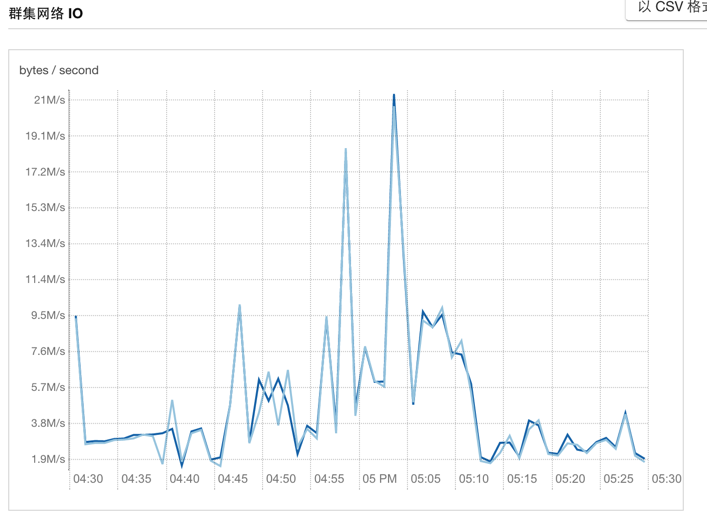 群集网络 IO
以 CSV 格式
bytes / second
21M/s
19.1M/s
17.2M/s
15.3M/s
13.4M/s
11.4M/s
9.5M/s
7.6M/s
5.7M/s
3.8M/s
1.9M/s
04:30 04:35 04:40 04:45 04:50 04:55 05 PM 05:05 05:10 05:15 05:20 05:25 05:30